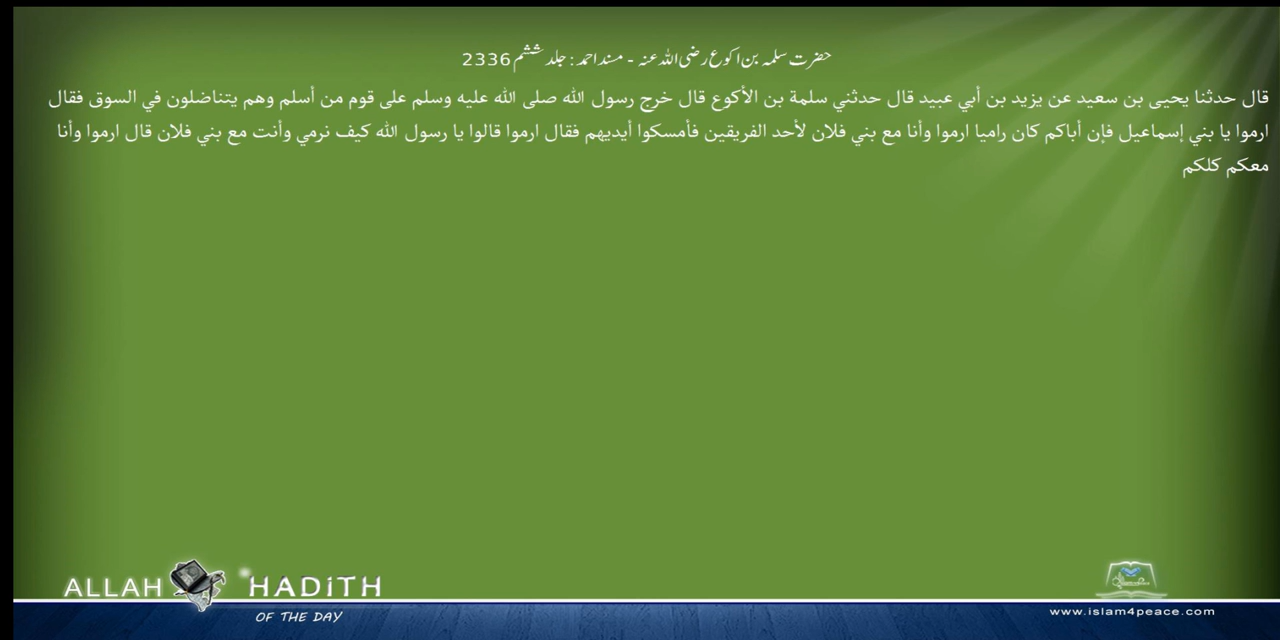 حضرت سلمہ بن اکوع رضی اللہ عنہ - مسند احمد: جلد ششم 2336
قال حدثنا يحيى بن سعيد عن يزيد بن أبي عبيد قال حدثني سلمة بن الأكوع قال خرج رسول الله صلى الله عليه وسلم على قوم من أسلم وهم يتناضلون في السوق فقال
ارموا يا بني إسماعيل فإن أباكم كان راميا ارموا وأنا مع بني فلان لأحد الفريقين فأمسكوا أيديهم فقال ارموا قالوا يا رسول الله كيف نرمي وأنت مع بني فلان قال ارموا وأنا
معكم كلكم
ALLAH HADITH
OF THE DAY
www.islam4peace.com